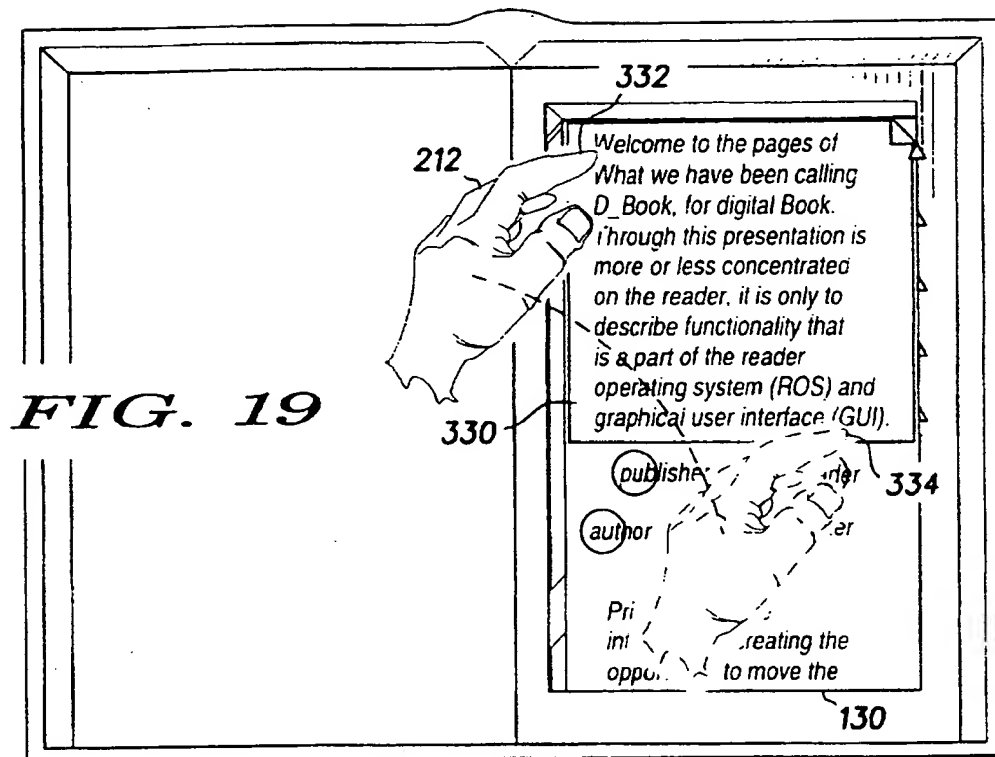 332
212
Welcome to the pages of
What we have been calling
D_Book, for digital Book.
Through this presentation is
more or less concentrated
on the reader, it is only to
describe functionality that
is a part of the reader
operating system (ROS) and
graphical user interface (GUI).
FIG. 19
330
334
author
Pri
creating the
to move the
130